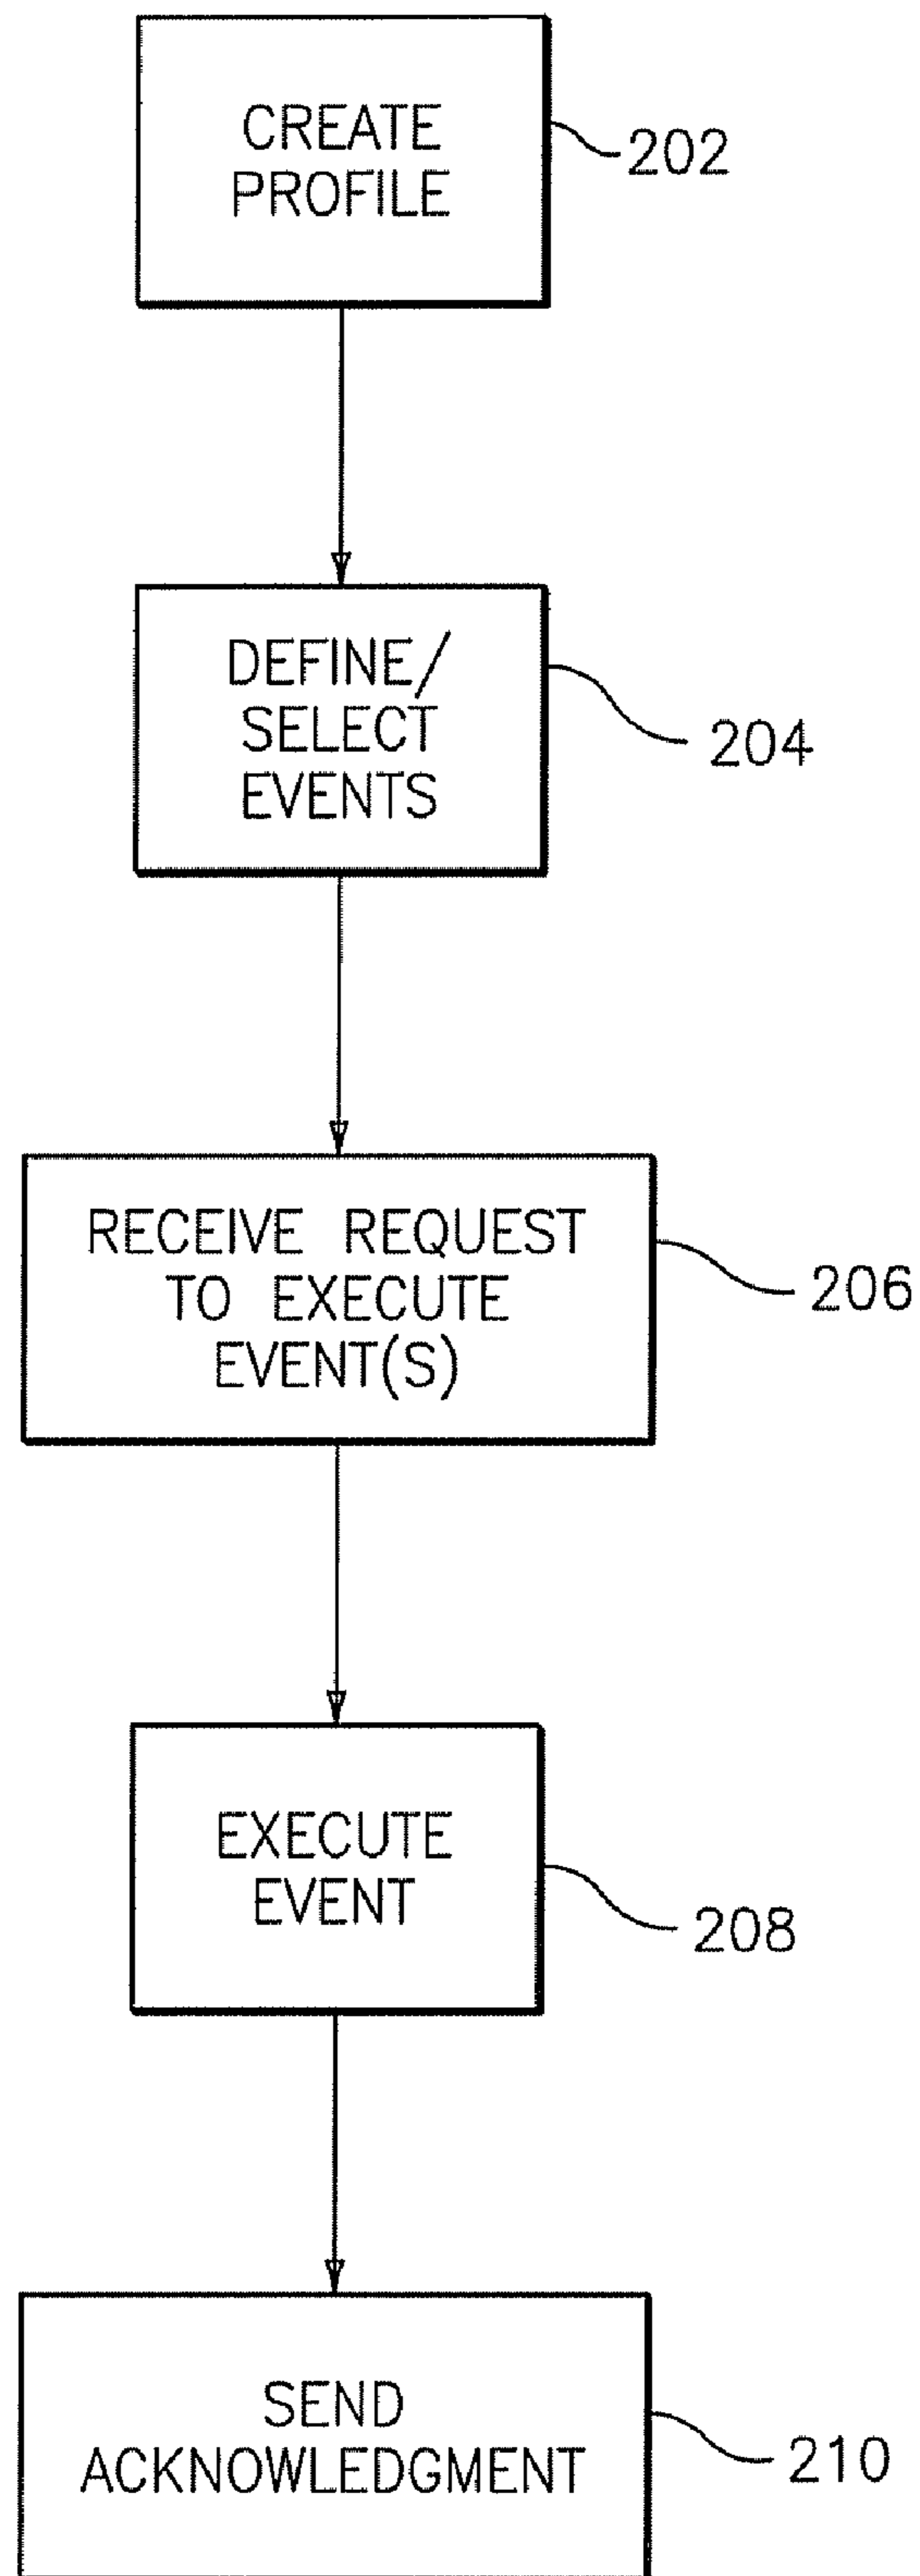 CREATE
PROFILE
202
DEFINE/
SELECT
EVENTS
204
RECEIVE REQUEST
TO EXECUTE
EVENT(S)
206
EXECUTE
EVENT
208
SEND
ACKNOWLEDGMENT
210